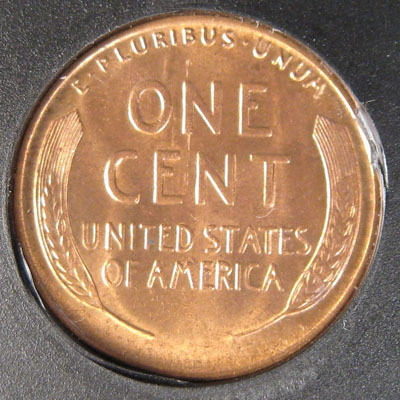 E · PLURIBUS · UNUM
ONE
CENT
UNITED STATES
OF AMERICA